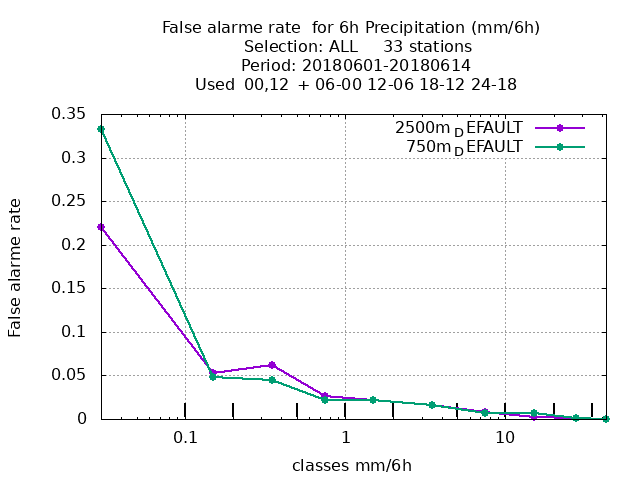 False alarme rate  for 6h Precipitation (mm/6h)
Selection: ALL     33 stations
Period: 20180601-20180614
Used  00,12  + 06-00 12-06 18-12 24-18
2500m_DEFAULT
750m_DEFAULT
0.35
0.3
0.25
0.2
0.15
0.1
0.05
0
False alarme rate
0.1 1 10
classes mm/6h